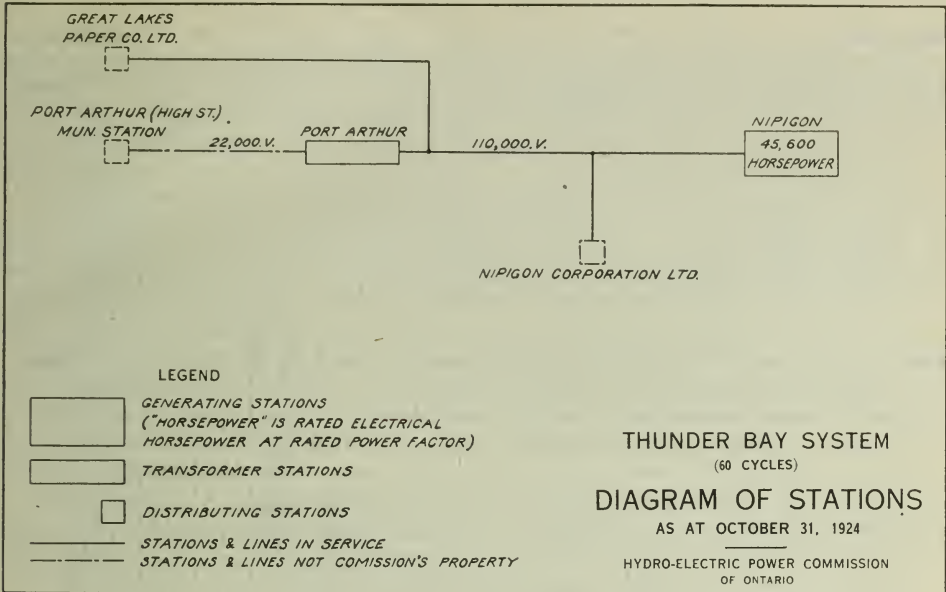 GREAT LAKES
PAPER CO. LTD.
PORT ARTHUR (HIGH ST.)
MUN. STATION
22,000.V.
PORT ARTHUR
110,000.V.
NIPIGON
45,600
HORSEPOWER
NIPIGON CORPORATION LTD.
LEGEND
GENERATING STATIONS
("HORSEPOWER" IS RATED ELECTRICAL
HORSEPOWER AT RATED POWER FACTOR)
TRANSFORMER STATIONS
DISTRIBUTING STATIONS
STATIONS & LINES IN SERVICE
STATIONS & LINES NOT COMISSION'S PROPERTY
THUNDER BAY SYSTEM
(60 CYCLES)
DIAGRAM OF STATIONS
AS AT OCTOBER 31, 1924
HYDRO-ELECTRIC POWER COMMISSION
OF ONTARIO